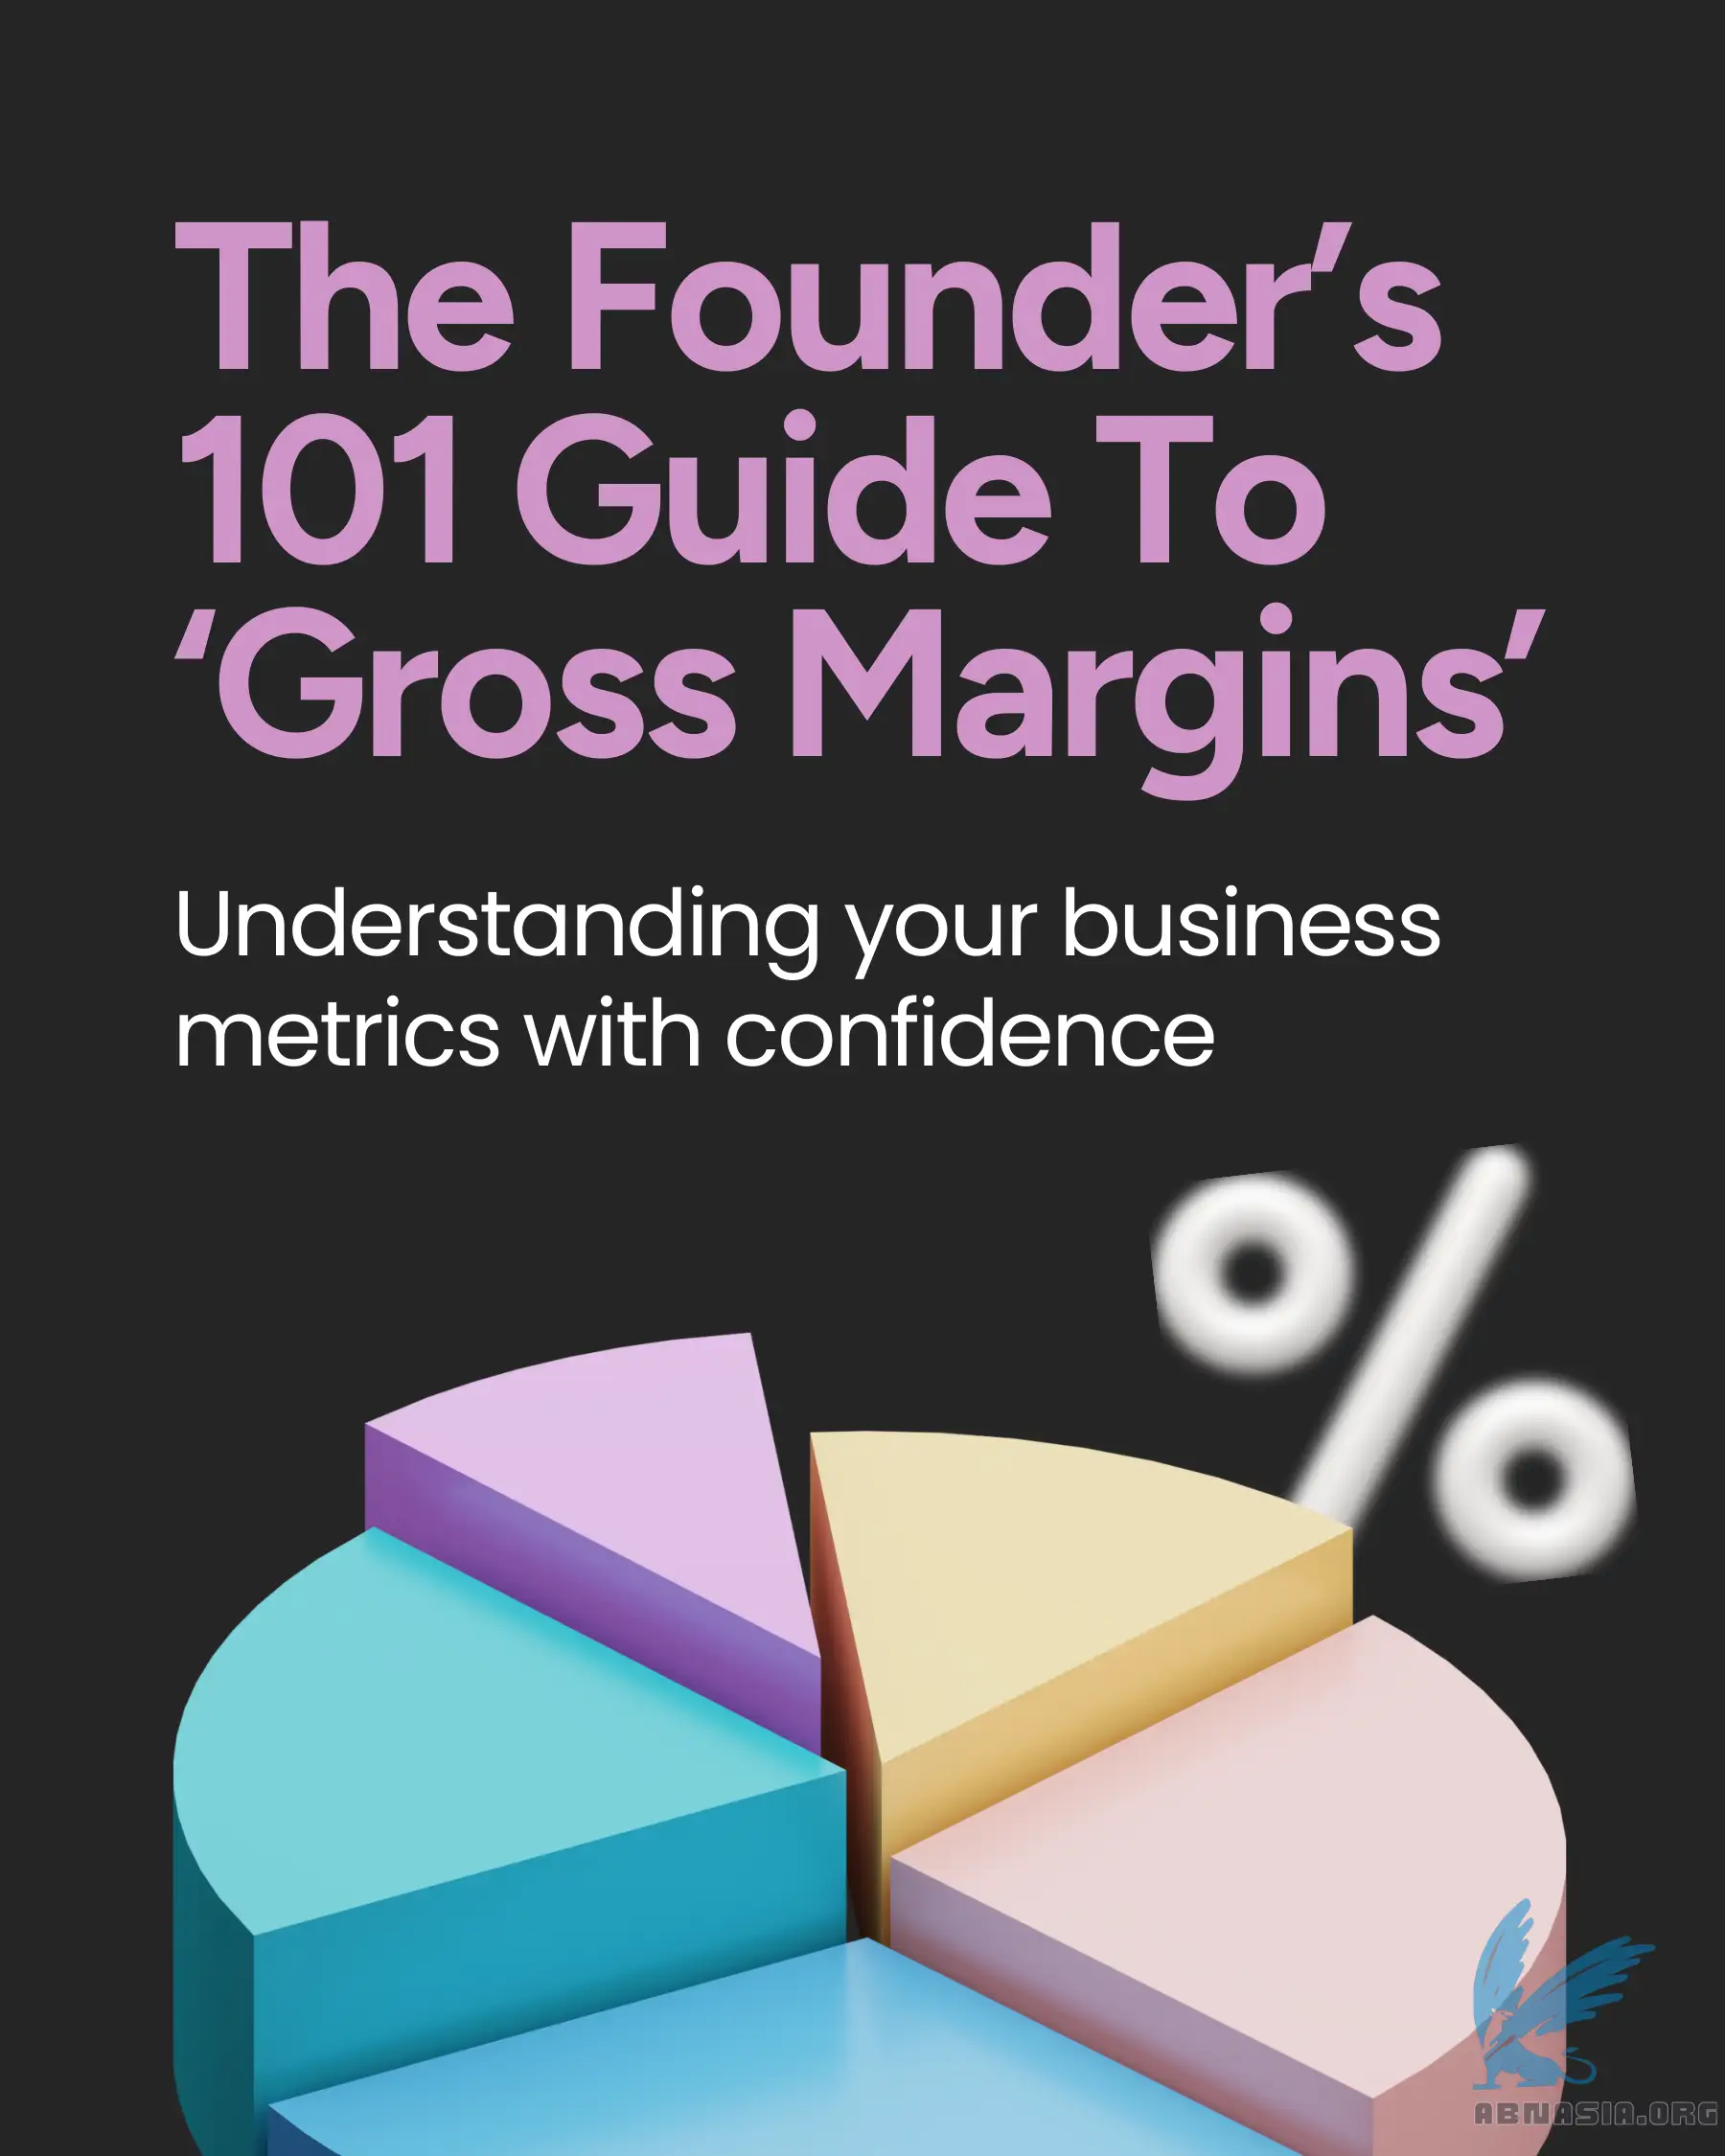 The Founder’s
101 Guide To
‘Gross Margins’
Understanding your business
metrics with confidence
%
ABNASIA.ORG